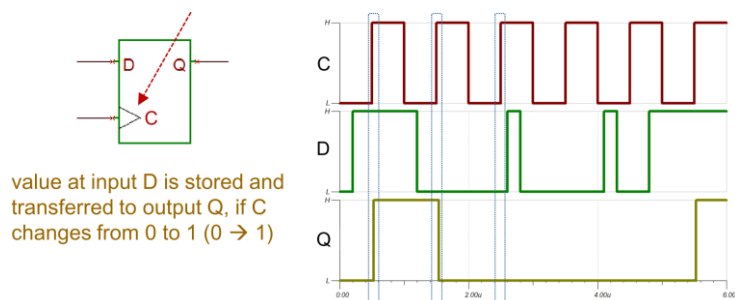 D Q
C
value at input D is stored and
transferred to output Q, if C
changes from 0 to 1 (0 → 1)
H
C
L
H
D
L
H
Q
L
0.00 2.00u 4.00u 6.00